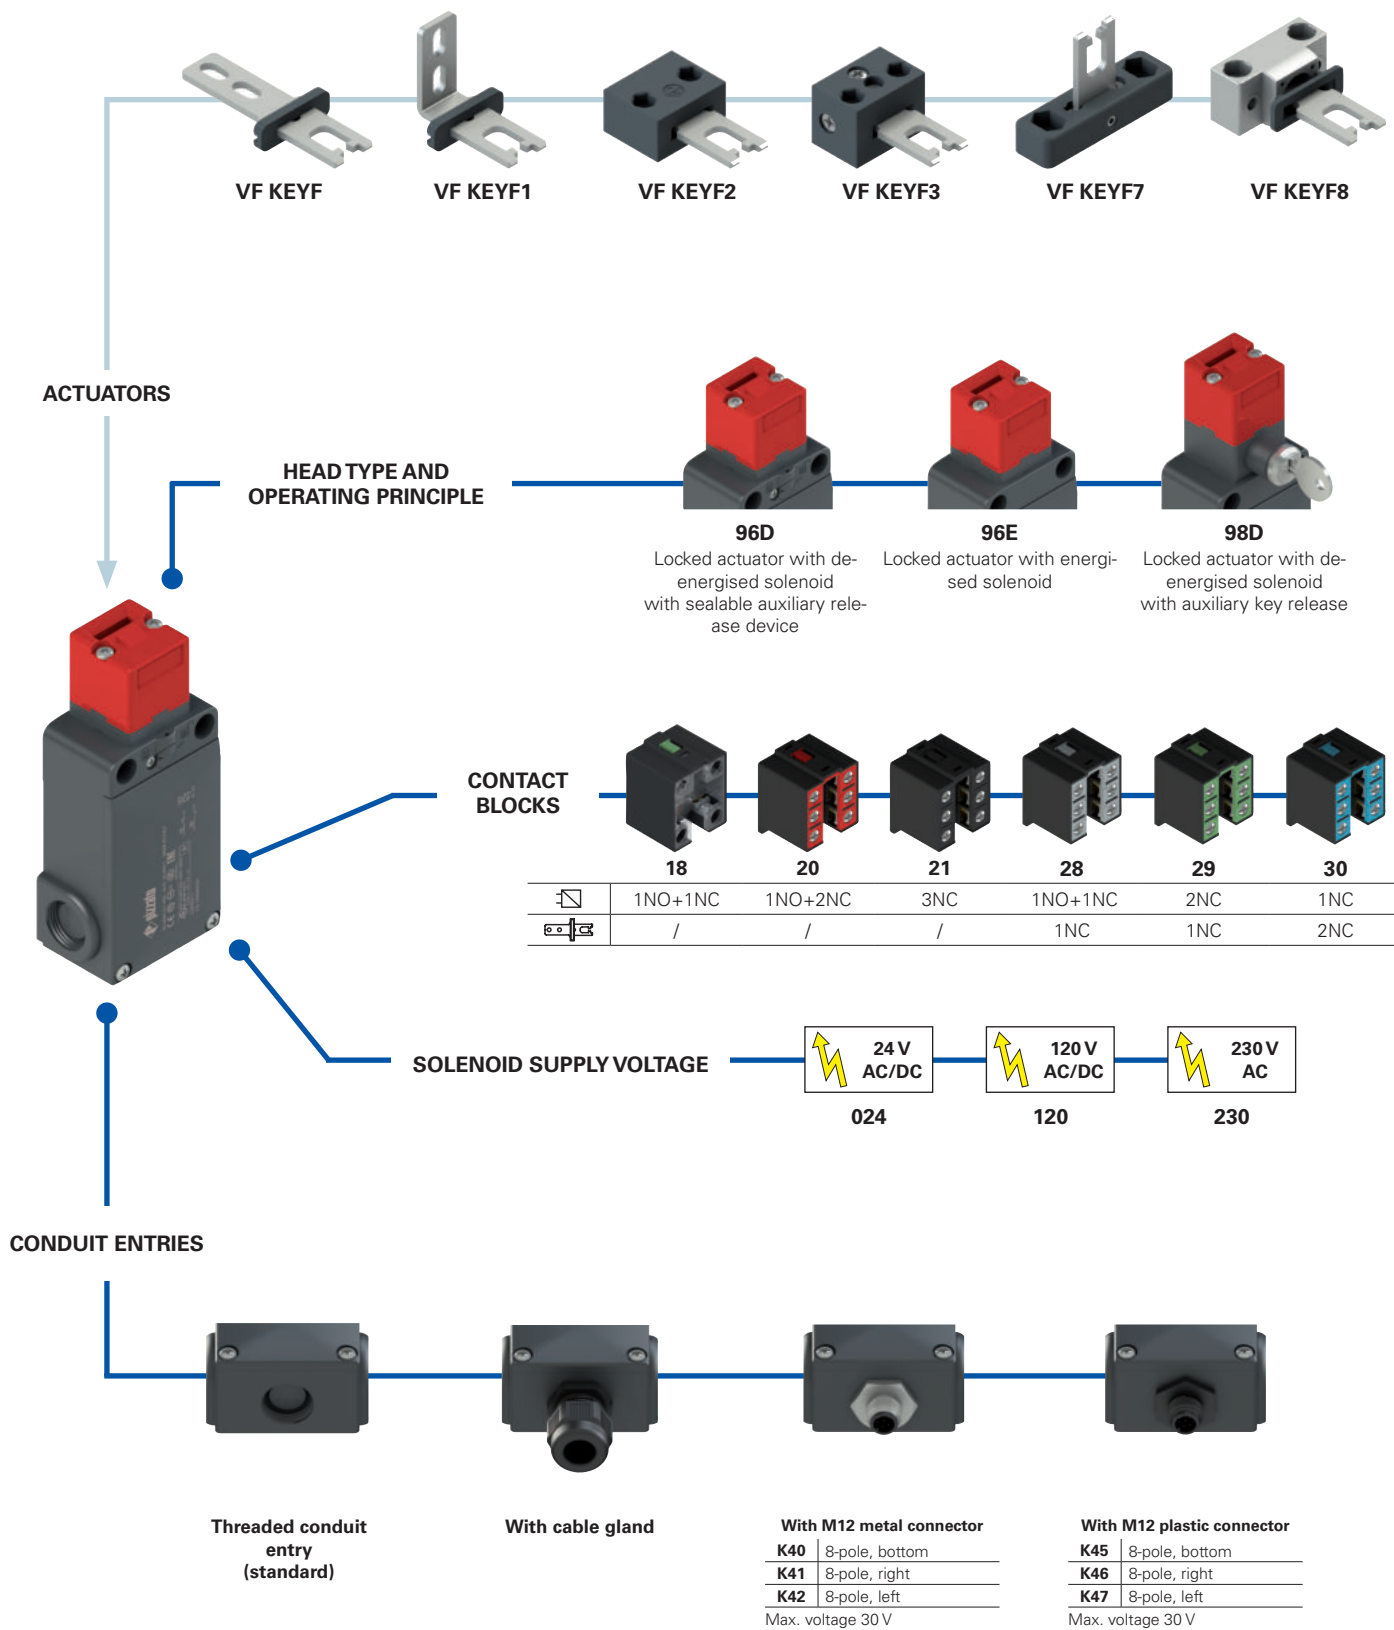 VF KEYF
VF KEYF1
VF KEYF2
VF KEYF3
VF KEYF7
VF KEYF8
ACTUATORS
HEAD TYPE AND
OPERATING PRINCIPLE
96D
Locked actuator with de-
energised solenoid
with sealable auxiliary rele-
ase device
96E
Locked actuator with energi-
sed solenoid
98D
Locked actuator with de-
energised solenoid
with auxiliary key release
CONTACT
BLOCKS
18 20 21 28 29 30
1NO+1NC 1NO+2NC 3NC 1NO+1NC 2NC 1NC
/ / / 1NC 1NC 2NC
pizzato
SOLENOID SUPPLY VOLTAGE
24 V
AC/DC
120 V
AC/DC
230 V
AC
024
120
230
CONDUIT ENTRIES
Threaded conduit
entry
(standard)
With cable gland
With M12 metal connector
K40 8-pole, bottom
K41 8-pole, right
K42 8-pole, left
Max. voltage 30 V
With M12 plastic connector
K45 8-pole, bottom
K46 8-pole, right
K47 8-pole, left
Max. voltage 30 V